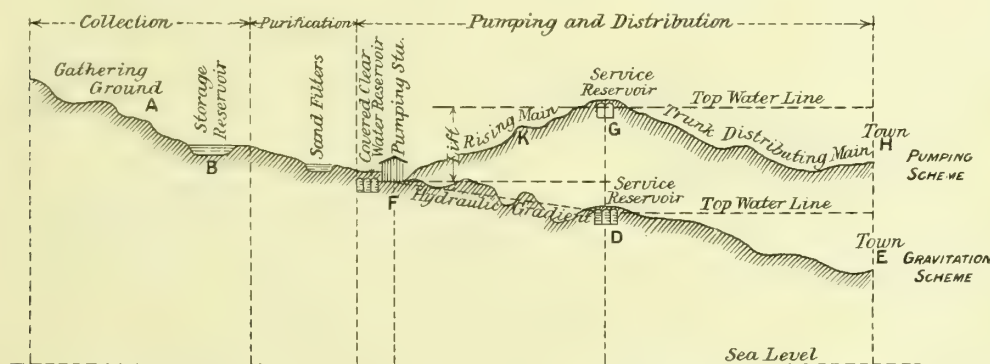 Collection
Purification
Pumping and Distribution
Gathering
Ground
A
Storage
Reservoir
B
Sand Filters
Covered Clear
Water Reservoir
Pumping Sta.
F
Lift
Rising Main
K
Service
Reservoir
G
Top Water Line
Trunk Distributing Main
Town
H
PUMPING
SCHEME
Hydraulic Gradient
Service
Reservoir
D
Top Water Line
Town
E
GRAVITATION
SCHEME
Sea Level